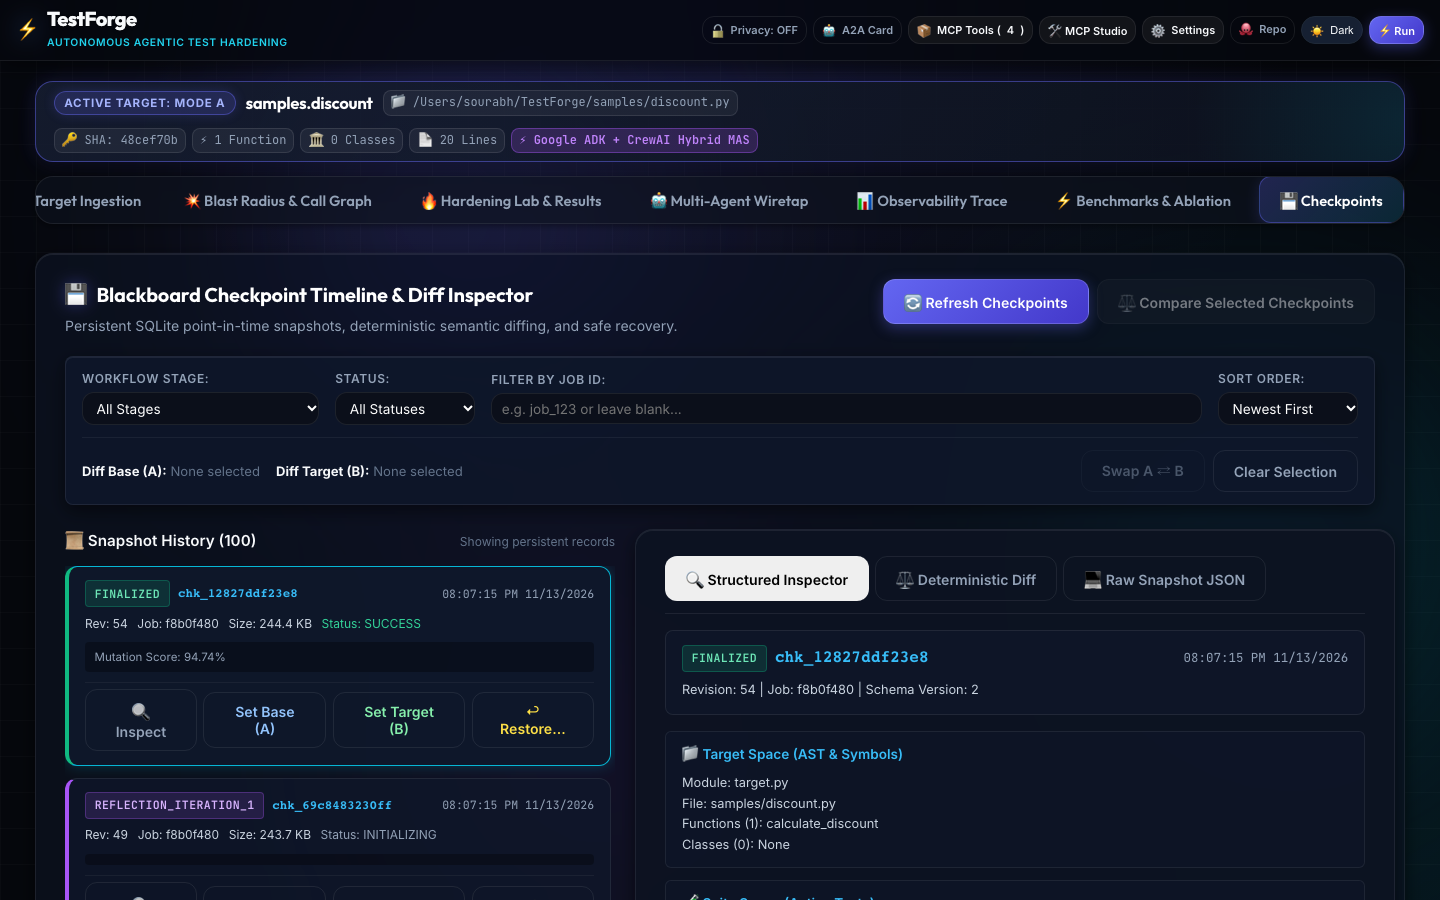 TestForge
AUTONOMOUS AGENTIC TEST HARDENING
Privacy: OFF
A2A Card
MCP Tools ( 4 )
MCP Studio
Settings
Repo
Dark
Run
ACTIVE TARGET: MODE A
samples.discount
/Users/sourabh/TestForge/samples/discount.py
SHA: 48cef70b
1 Function
0 Classes
20 Lines
Google ADK + CrewAI Hybrid MAS
Target Ingestion
Blast Radius & Call Graph
Hardening Lab & Results
Multi-Agent Wiretap
Observability Trace
Benchmarks & Ablation
Checkpoints
Blackboard Checkpoint Timeline & Diff Inspector
Persistent SQLite point-in-time snapshots, deterministic semantic diffing, and safe recovery.
Refresh Checkpoints
Compare Selected Checkpoints
WORKFLOW STAGE:
All Stages
STATUS:
All Statuses
FILTER BY JOB ID:
e.g. job_123 or leave blank...
SORT ORDER:
Newest First
Diff Base (A): None selected
Diff Target (B): None selected
Swap A ⇄ B
Clear Selection
Snapshot History (100)
Showing persistent records
FINALIZED
chk_12827ddf23e8
08:07:15 PM 11/13/2026
Rev: 54 Job: f8b0f480 Size: 244.4 KB Status: SUCCESS
Mutation Score: 94.74%
Inspect
Set Base
(A)
Set Target
(B)
↩
Restore...
REFLECTION_ITERATION_1
chk_69c8483230ff
08:07:15 PM 11/13/2026
Rev: 49 Job: f8b0f480 Size: 243.7 KB Status: INITIALIZING
Structured Inspector
Deterministic Diff
Raw Snapshot JSON
FINALIZED
chk_12827ddf23e8
08:07:15 PM 11/13/2026
Revision: 54 | Job: f8b0f480 | Schema Version: 2
Target Space (AST & Symbols)
Module: target.py
File: samples/discount.py
Functions (1): calculate_discount
Classes (0): None